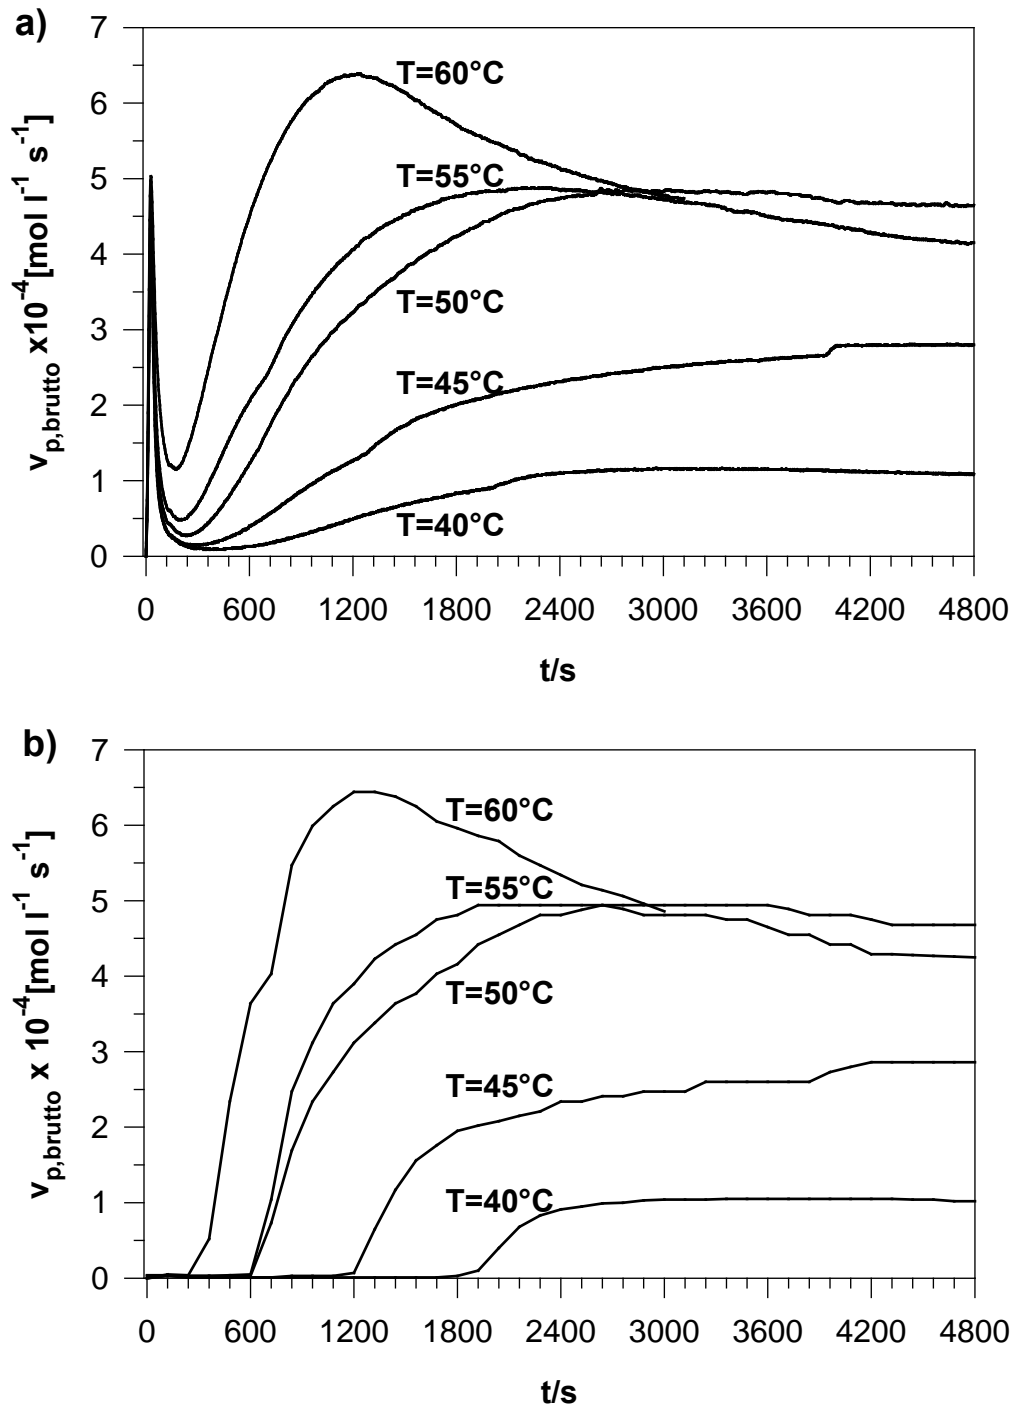 a)
7
6
5
4
3
2
1
0
v_p,brutto x10^-4 [mol l^-1 s^-1]
T=60°C
T=55°C
T=50°C
T=45°C
T=40°C
0 600 1200 1800 2400 3000 3600 4200 4800
t/s
b)
7
6
5
4
3
2
1
0
v_p,brutto x 10^-4 [mol l^-1 s^-1]
T=60°C
T=55°C
T=50°C
T=45°C
T=40°C
0 600 1200 1800 2400 3000 3600 4200 4800
t/s